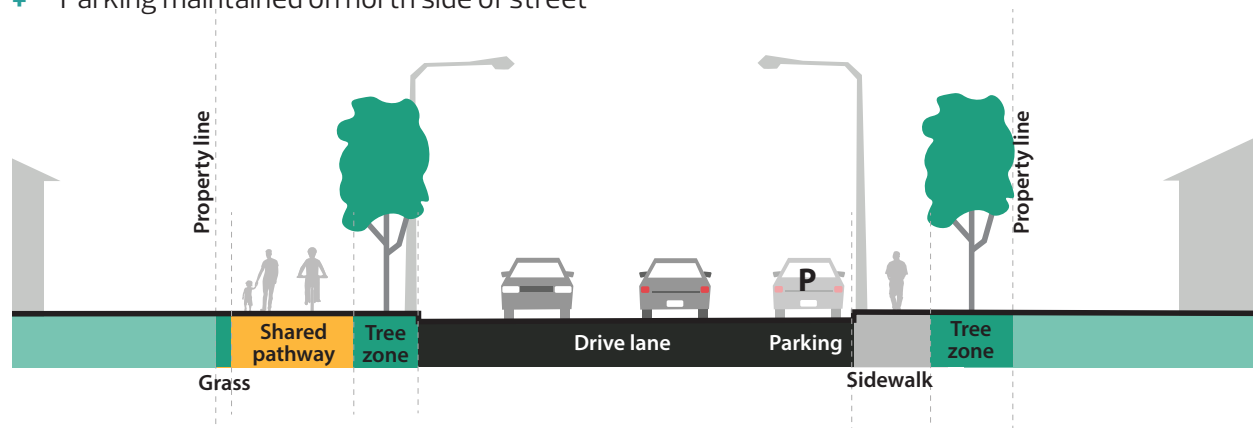 + Parking maintained on north side of street
Property line
Property line
P
Shared
pathway
Tree
zone
Drive lane
Parking
Tree
zone
Grass
Sidewalk